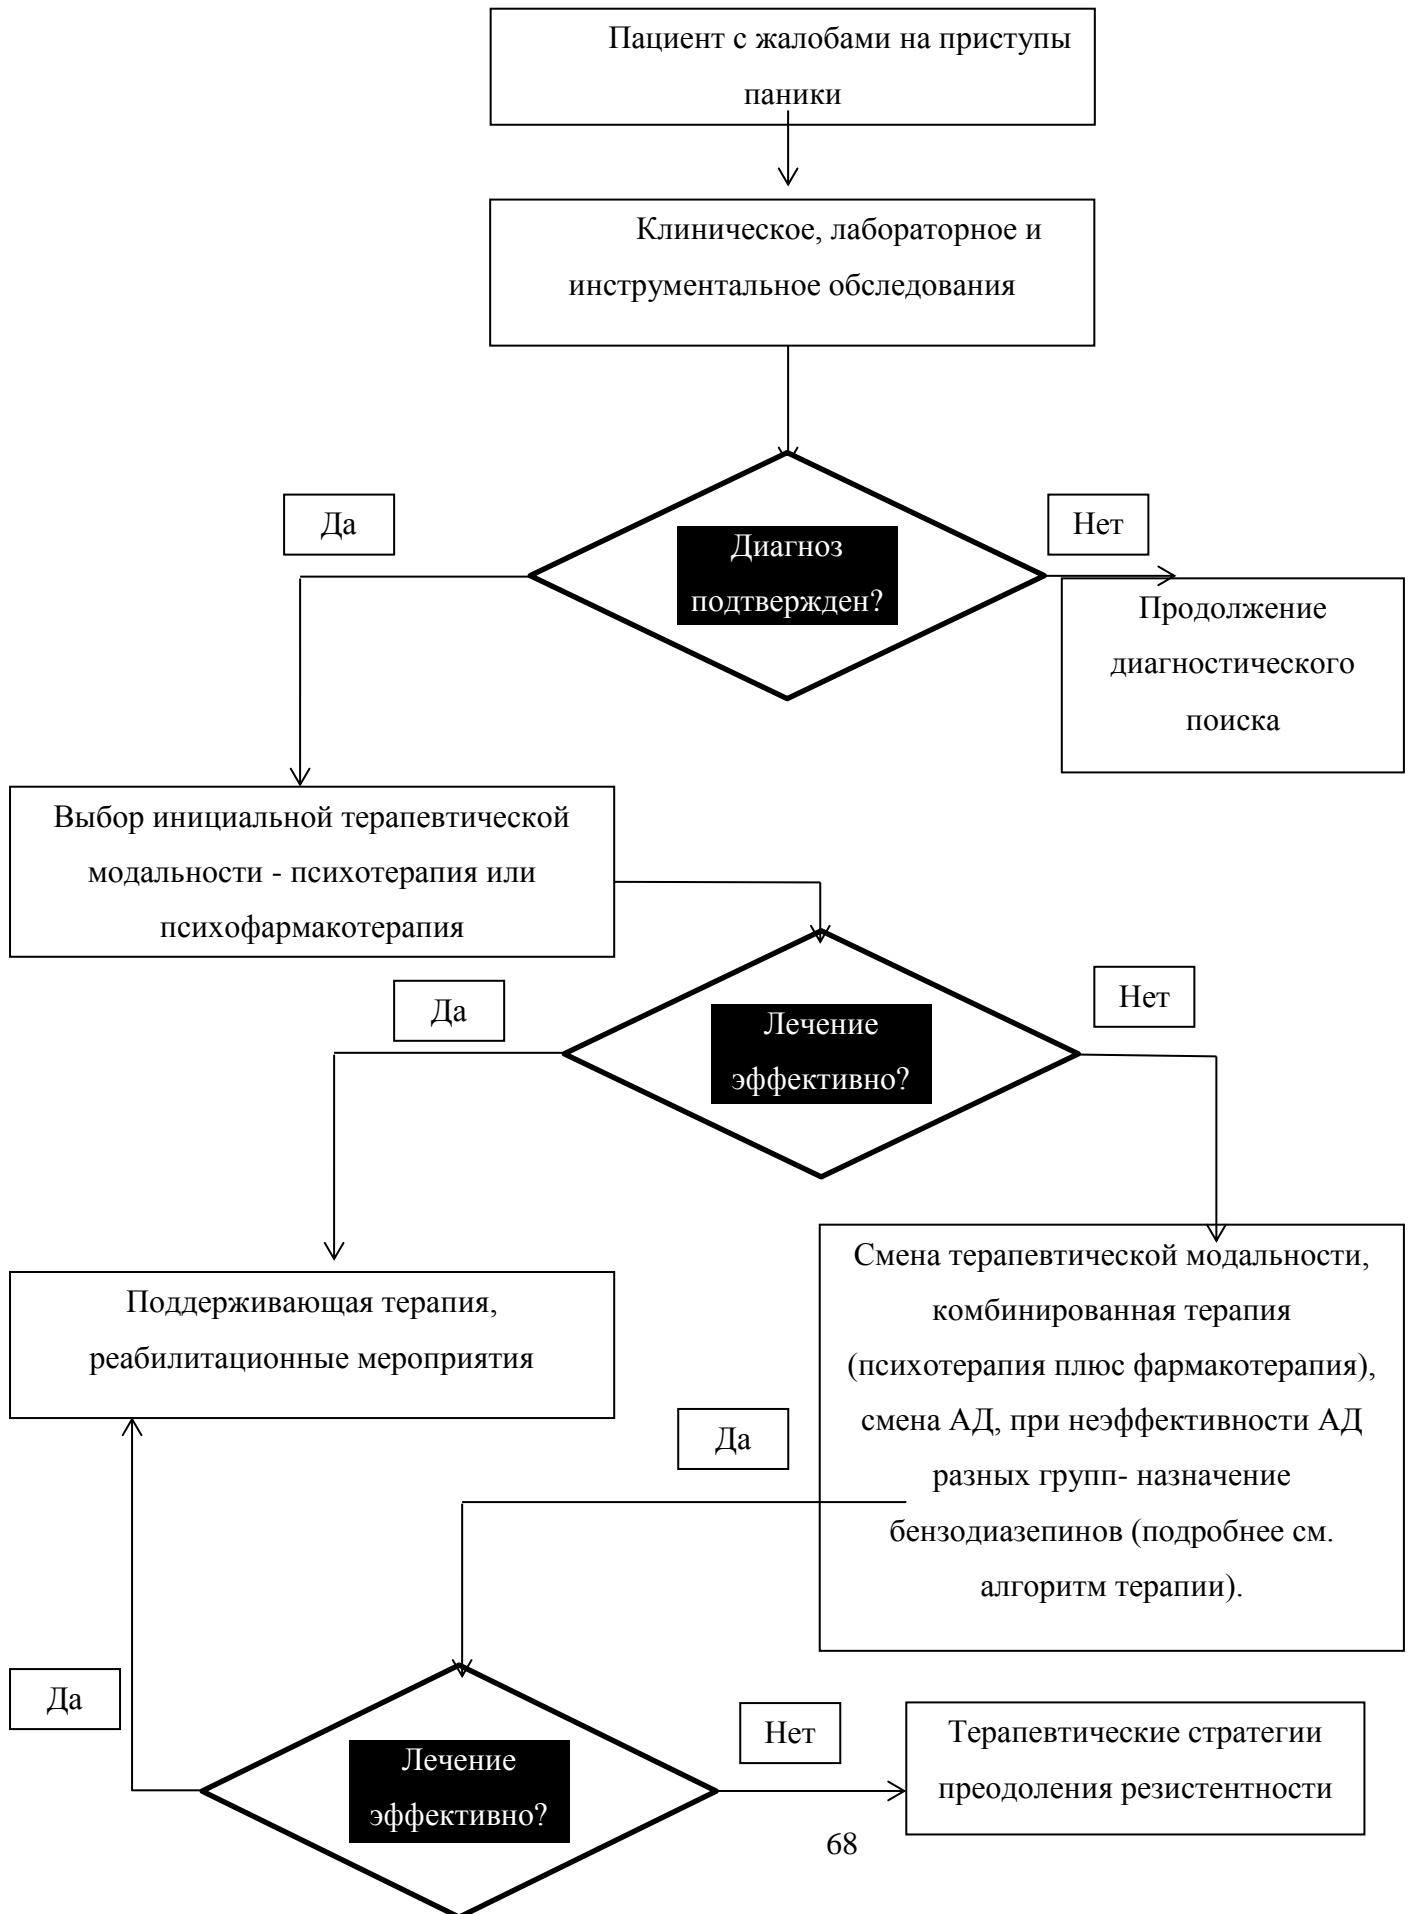 Пациент с жалобами на приступы
паники
Клиническое, лабораторное и
инструментальное обследования
Да
Нет
Диагноз
подтвержден?
Продолжение
диагностического
поиска
Выбор инициальной терапевтической
модальности - психотерапия или
психофармакотерапия
Да
Нет
Лечение
эффективно?
Поддерживающая терапия,
реабилитационные мероприятия
Смена терапевтической модальности,
комбинированная терапия
(психотерапия плюс фармакотерапия),
смена АД, при неэффективности АД
разных групп- назначение
бензодиазепинов (подробнее см.
алгоритм терапии).
Да
Да
Нет
Лечение
эффективно?
Терапевтические стратегии
преодоления резистентности
68